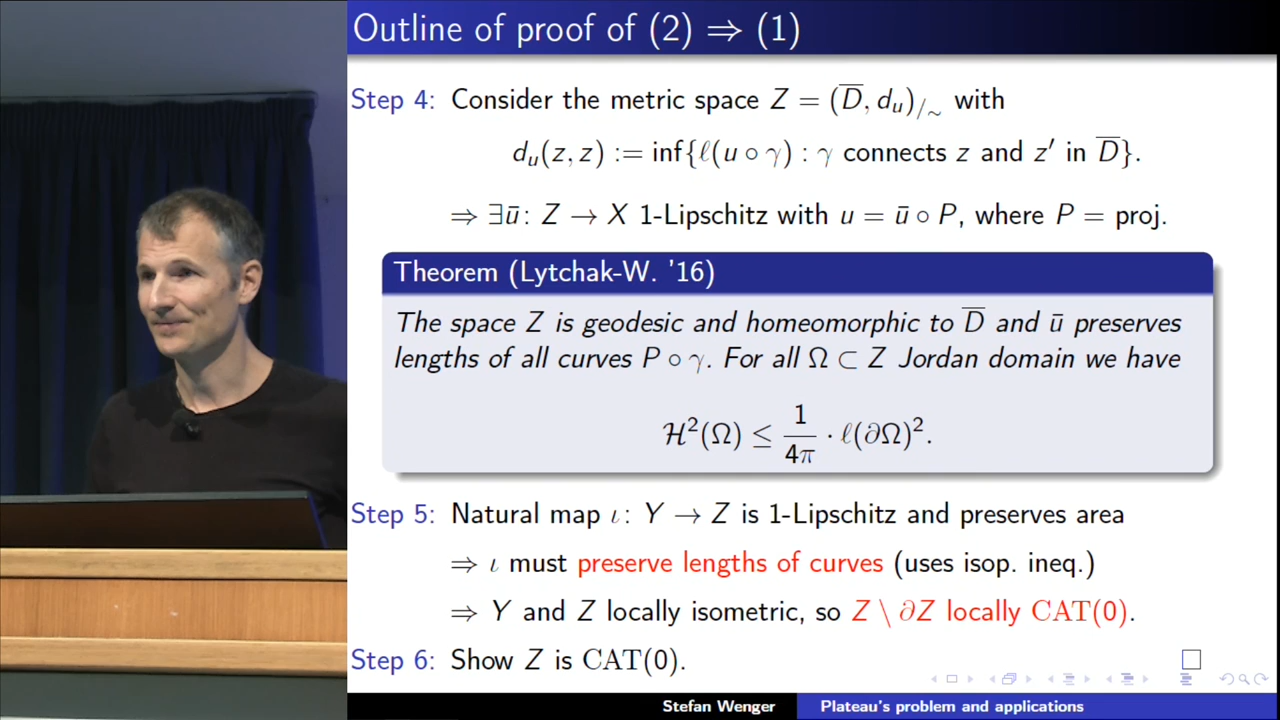 Outline of proof of (2) ⇒ (1)
Step 4: Consider the metric space Z = (D̅, d_u)_{/∼} with
d_u(z, z) := inf{ℓ(u ∘ γ) : γ connects z and z′ in D̅}.
⇒ ∃ū: Z → X 1-Lipschitz with u = ū ∘ P, where P = proj.
Theorem (Lytchak-W. '16)
The space Z is geodesic and homeomorphic to D̅ and ū preserves
lengths of all curves P ∘ γ. For all Ω ⊂ Z Jordan domain we have
ℋ²(Ω) ≤ 1/4π · ℓ(∂Ω)².
Step 5: Natural map ι: Y → Z is 1-Lipschitz and preserves area
⇒ ι must preserve lengths of curves (uses isop. ineq.)
⇒ Y and Z locally isometric, so Z \ ∂Z locally CAT(0).
Step 6: Show Z is CAT(0). □
Stefan Wenger Plateau's problem and applications